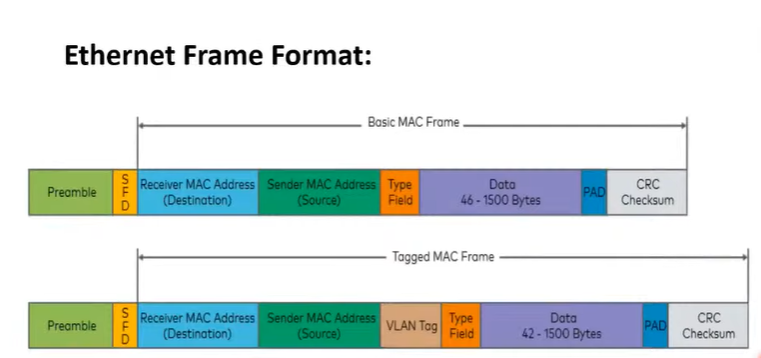 Ethernet Frame Format:
Basic MAC Frame
Preamble
SFD
Receiver MAC Address
(Destination)
Sender MAC Address
(Source)
Type
Field
Data
46 - 1500 Bytes
PAD
CRC
Checksum
Tagged MAC Frame
Preamble
SFD
Receiver MAC Address
(Destination)
Sender MAC Address
(Source)
VLAN Tag
Type
Field
Data
42 - 1500 Bytes
PAD
CRC
Checksum